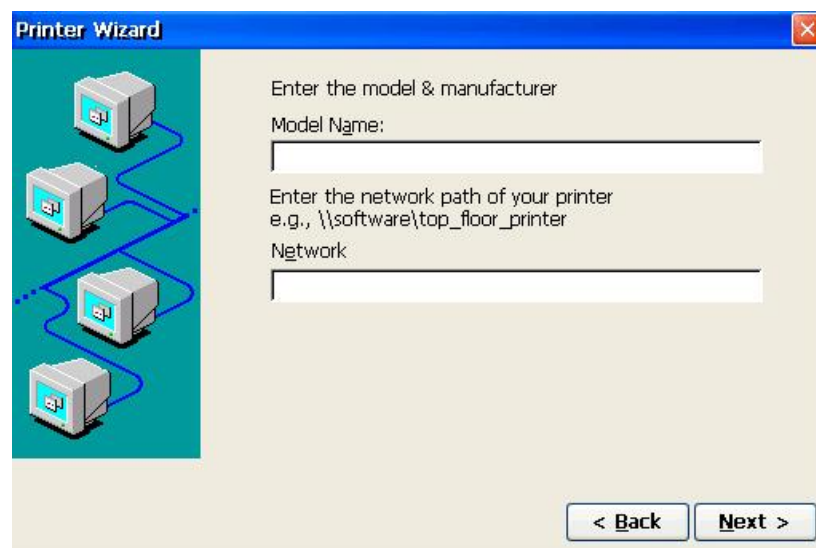 Printer Wizard
Enter the model & manufacturer
Model Name:
Enter the network path of your printer
e.g., \\software\top_floor_printer
Network
< Back
Next >